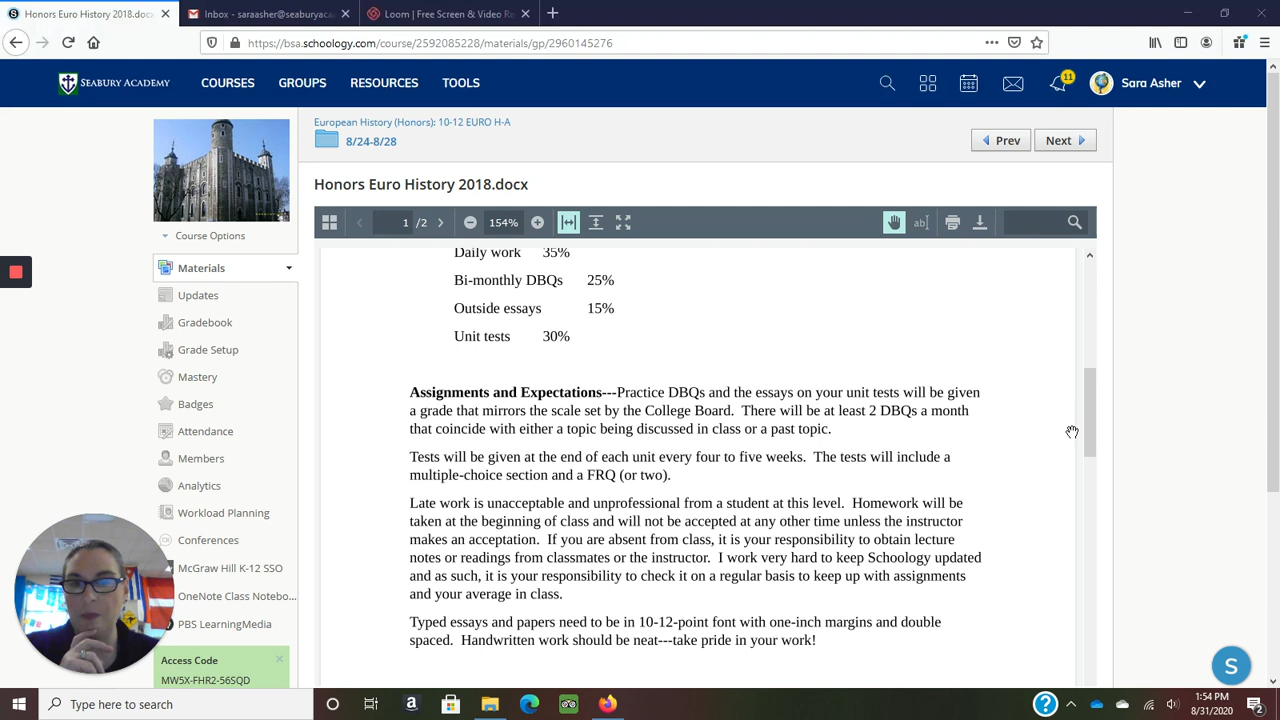 Honors Euro History 2018.docx
Inbox - saraasher@seaburyaca
Loom | Free Screen & Video Re
https://bsa.schoology.com/course/2592085228/materials/gp/2960145276
SEABURY ACADEMY
COURSES
GROUPS
RESOURCES
TOOLS
11
Sara Asher
European History (Honors): 10-12 EURO H-A
8/24-8/28
Prev
Next
Honors Euro History 2018.docx
1 /2
154%
Course Options
Materials
Updates
Gradebook
Grade Setup
Mastery
Badges
Attendance
Members
Analytics
Workload Planning
Conferences
McGraw Hill K-12 SSO
OneNote Class Notebo...
PBS LearningMedia
Access Code
MW5X-FHR2-56SQD
Daily work 35%
Bi-monthly DBQs 25%
Outside essays 15%
Unit tests 30%
Assignments and Expectations---Practice DBQs and the essays on your unit tests will be given
a grade that mirrors the scale set by the College Board. There will be at least 2 DBQs a month
that coincide with either a topic being discussed in class or a past topic.
Tests will be given at the end of each unit every four to five weeks. The tests will include a
multiple-choice section and a FRQ (or two).
Late work is unacceptable and unprofessional from a student at this level. Homework will be
taken at the beginning of class and will not be accepted at any other time unless the instructor
makes an acceptation. If you are absent from class, it is your responsibility to obtain lecture
notes or readings from classmates or the instructor. I work very hard to keep Schoology updated
and as such, it is your responsibility to check it on a regular basis to keep up with assignments
and your average in class.
Typed essays and papers need to be in 10-12-point font with one-inch margins and double
spaced. Handwritten work should be neat---take pride in your work!
S
Type here to search
1:54 PM
8/31/2020
2